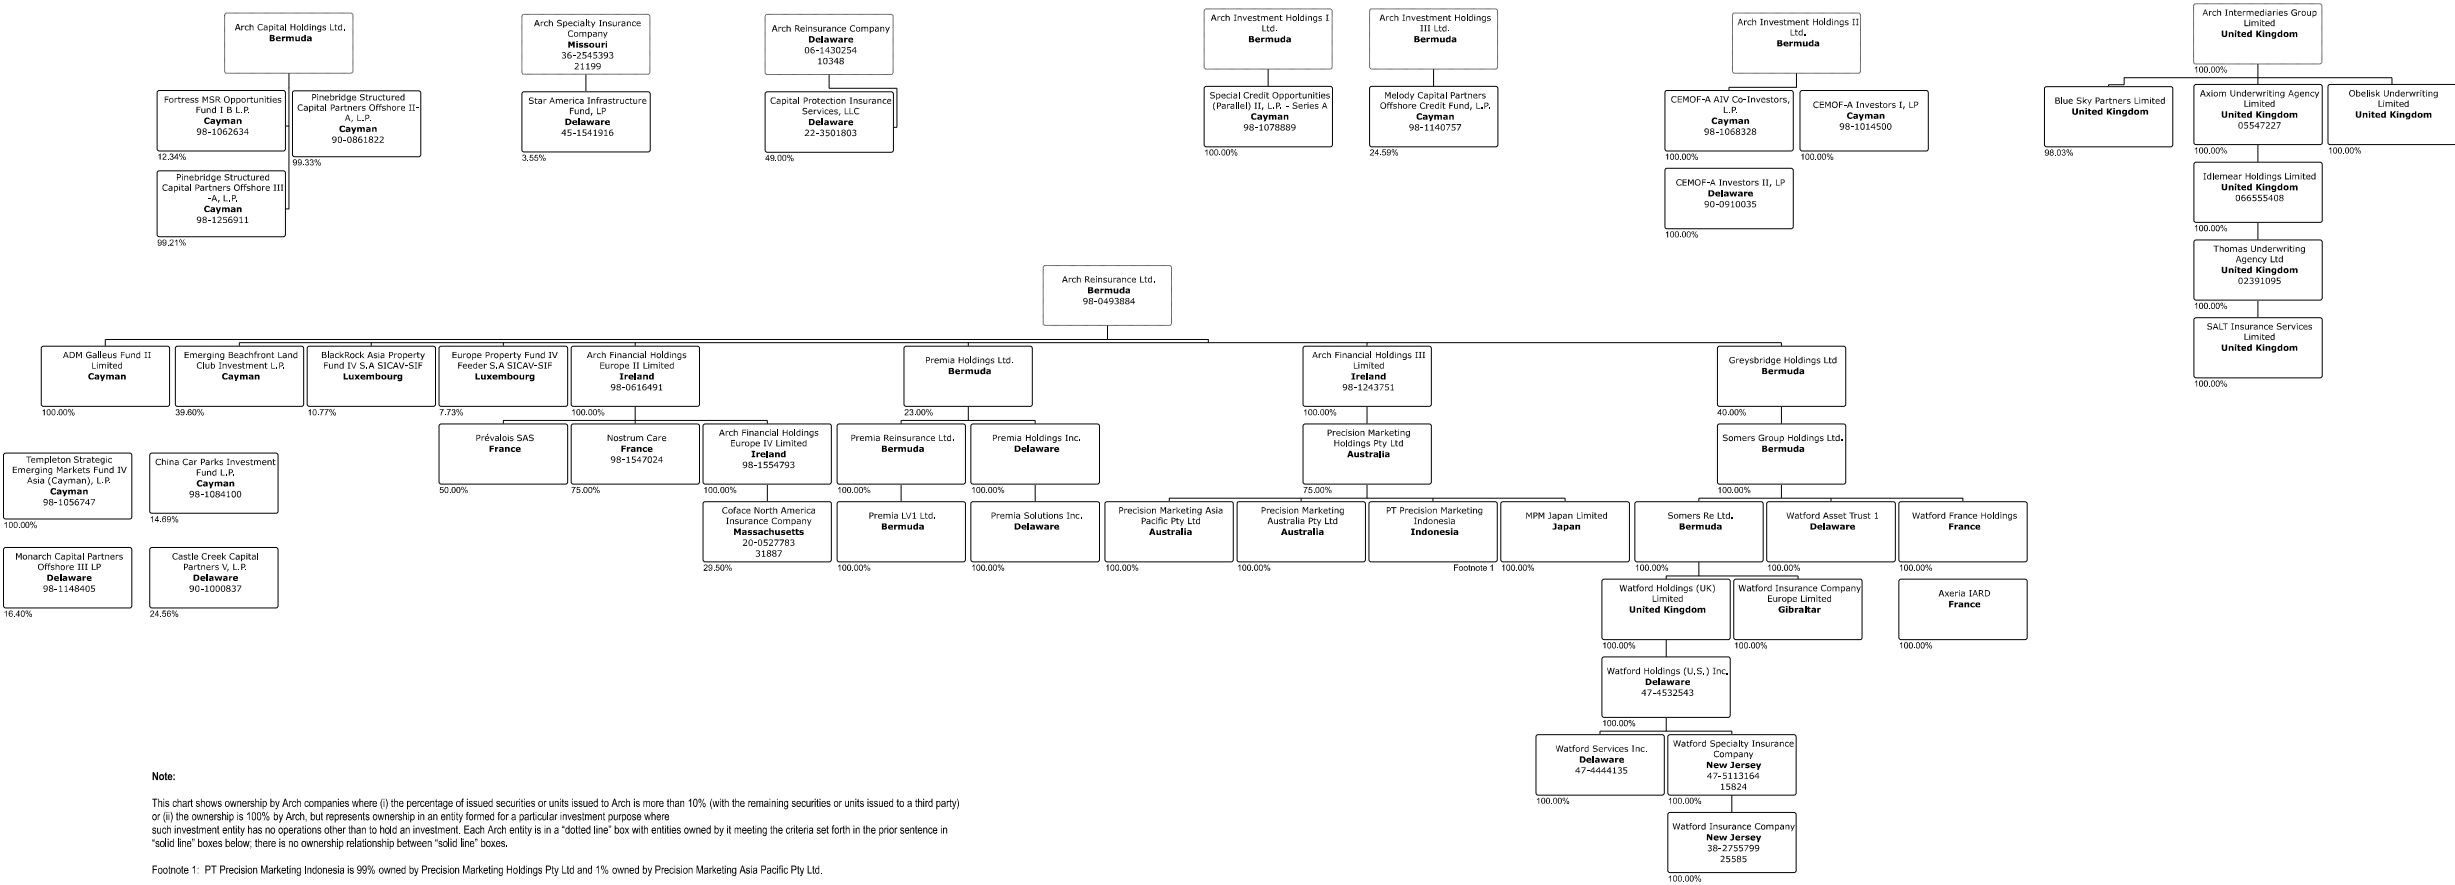 Arch Capital Holdings Ltd.
Bermuda
Fortress MSR Opportunities
Fund I B L.P.
Cayman
98-1062634
12.34%
Pinebridge Structured
Capital Partners Offshore II-
A, L.P.
Cayman
90-0861822
99.33%
Pinebridge Structured
Capital Partners Offshore III
-A, L.P.
Cayman
98-1256911
99.21%
Arch Specialty Insurance
Company
Missouri
36-2545393
21199
Star America Infrastructure
Fund, LP
Delaware
45-1541916
3.55%
Arch Reinsurance Company
Delaware
06-1430254
10348
Capital Protection Insurance
Services, LLC
Delaware
22-3501803
49.00%
Arch Investment Holdings I
Ltd.
Bermuda
Special Credit Opportunities
(Parallel) II, L.P. - Series A
Cayman
98-1078889
100.00%
Arch Investment Holdings
III Ltd.
Bermuda
Melody Capital Partners
Offshore Credit Fund, L.P.
Cayman
98-1140757
24.59%
Arch Investment Holdings II
Ltd.
Bermuda
CEMOF-A AIV Co-Investors,
L.P.
Cayman
98-1068328
100.00%
CEMOF-A Investors I, LP
Cayman
98-1014500
100.00%
CEMOF-A Investors II, LP
Delaware
90-0910035
100.00%
Arch Intermediaries Group
Limited
United Kingdom
100.00%
Blue Sky Partners Limited
United Kingdom
98.03%
Axiom Underwriting Agency
Limited
United Kingdom
05547227
100.00%
Obelisk Underwriting
Limited
United Kingdom
100.00%
Idlemear Holdings Limited
United Kingdom
066555408
100.00%
Thomas Underwriting
Agency Ltd
United Kingdom
02391095
100.00%
SALT Insurance Services
Limited
United Kingdom
100.00%
Arch Reinsurance Ltd.
Bermuda
98-0493884
ADM Galleus Fund II
Limited
Cayman
100.00%
Emerging Beachfront Land
Club Investment L.P.
Cayman
39.60%
BlackRock Asia Property
Fund IV S.A SICAV-SIF
Luxembourg
10.77%
Europe Property Fund IV
Feeder S.A SICAV-SIF
Luxembourg
7.73%
Arch Financial Holdings
Europe II Limited
Ireland
98-0616491
100.00%
Premia Holdings Ltd.
Bermuda
23.00%
Arch Financial Holdings III
Limited
Ireland
98-1243751
100.00%
Greysbridge Holdings Ltd
Bermuda
40.00%
Prévalois SAS
France
50.00%
Nostrum Care
France
98-1547024
75.00%
Arch Financial Holdings
Europe IV Limited
Ireland
98-1554793
100.00%
Premia Reinsurance Ltd.
Bermuda
100.00%
Premia Holdings Inc.
Delaware
100.00%
Precision Marketing
Holdings Pty Ltd
Australia
75.00%
Somers Group Holdings Ltd.
Bermuda
100.00%
Templeton Strategic
Emerging Markets Fund IV
Asia (Cayman), L.P.
Cayman
98-1056747
100.00%
China Car Parks Investment
Fund L.P.
Cayman
98-1084100
14.69%
Coface North America
Insurance Company
Massachusetts
20-0527783
31887
29.50%
Premia LV1 Ltd.
Bermuda
100.00%
Premia Solutions Inc.
Delaware
100.00%
Precision Marketing Asia
Pacific Pty Ltd
Australia
100.00%
Precision Marketing
Australia Pty Ltd
Australia
100.00%
PT Precision Marketing
Indonesia
Indonesia
Footnote 1
MPM Japan Limited
Japan
100.00%
Somers Re Ltd.
Bermuda
100.00%
Watford Asset Trust 1
Delaware
100.00%
Watford France Holdings
France
100.00%
Monarch Capital Partners
Offshore III LP
Delaware
98-1148405
16.40%
Castle Creek Capital
Partners V, L.P.
Delaware
90-1000837
24.56%
Watford Holdings (UK)
Limited
United Kingdom
100.00%
Watford Insurance Company
Europe Limited
Gibraltar
100.00%
Axeria IARD
France
100.00%
Watford Holdings (U.S.) Inc.
Delaware
47-4532543
100.00%
Watford Services Inc.
Delaware
47-4444135
100.00%
Watford Specialty Insurance
Company
New Jersey
47-5113164
15824
100.00%
Watford Insurance Company
New Jersey
38-2755799
25585
100.00%
Note:
This chart shows ownership by Arch companies where (i) the percentage of issued securities or units issued to Arch is more than 10% (with the remaining securities or units issued to a third party)
or (ii) the ownership is 100% by Arch, but represents ownership in an entity formed for a particular investment purpose where
such investment entity has no operations other than to hold an investment. Each Arch entity is in a "dotted line" box with entities owned by it meeting the criteria set forth in the prior sentence in
"solid line" boxes below; there is no ownership relationship between "solid line" boxes.
Footnote 1: PT Precision Marketing Indonesia is 99% owned by Precision Marketing Holdings Pty Ltd and 1% owned by Precision Marketing Asia Pacific Pty Ltd.